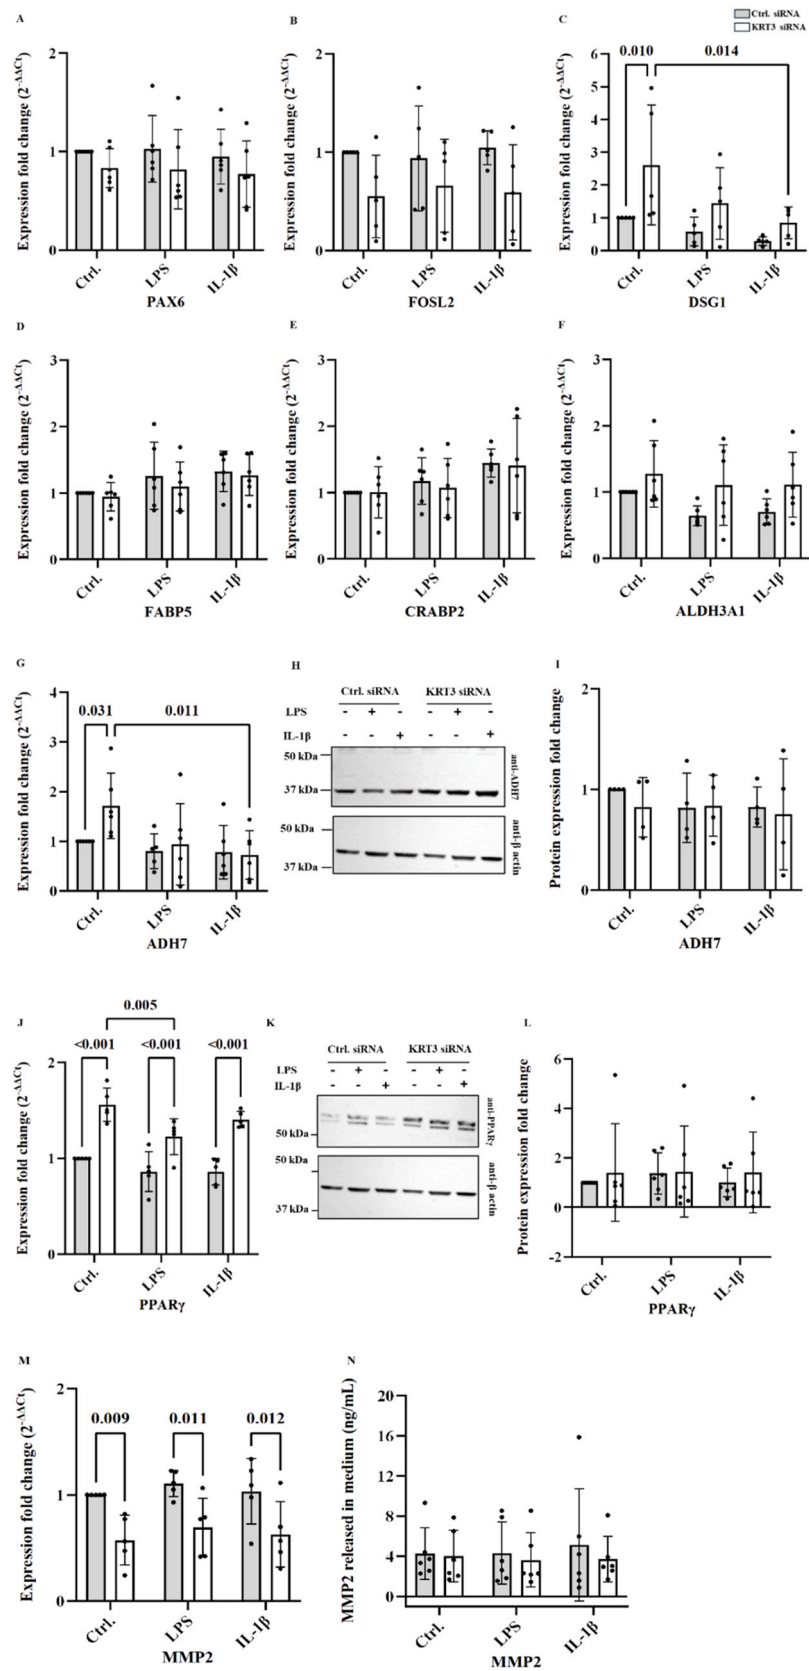 Ctrl. siRNA
KRT3 siRNA
A
Expression fold change (2^-ΔΔCt)
2
1
0
Ctrl.
LPS
IL-1β
PAX6
B
Expression fold change (2^-ΔΔCt)
2
1
0
Ctrl.
LPS
IL-1β
FOSL2
C
Expression fold change (2^-ΔΔCt)
0.010
0.014
6
5
4
3
2
1
0
Ctrl.
LPS
IL-1β
DSG1
D
Expression fold change (2^-ΔΔCt)
3
2
1
0
Ctrl.
LPS
IL-1β
FABP5
E
Expression fold change (2^-ΔΔCt)
3
2
1
0
Ctrl.
LPS
IL-1β
CRABP2
F
Expression fold change (2^-ΔΔCt)
3
2
1
0
Ctrl.
LPS
IL-1β
ALDH3A1
G
Expression fold change (2^-ΔΔCt)
0.031
0.011
4
3
2
1
0
Ctrl.
LPS
IL-1β
ADH7
H
Ctrl. siRNA KRT3 siRNA
LPS - + - - + -
IL-1β - - + - - +
50 kDa
37 kDa
anti-ADH7
50 kDa
37 kDa
anti-β actin
I
Protein expression fold change
2
1
0
Ctrl.
LPS
IL-1β
ADH7
J
Expression fold change (2^-ΔΔCt)
0.005
<0.001 <0.001 <0.001
2
1
0
Ctrl.
LPS
IL-1β
PPARγ
K
Ctrl. siRNA KRT3 siRNA
LPS - + - - + -
IL-1β - - + - - +
50 kDa
anti-PPARγ
50 kDa
37 kDa
anti-β actin
L
Protein expression fold change
6
4
2
0
-2
Ctrl.
LPS
IL-1β
PPARγ
M
Expression fold change (2^-ΔΔCt)
0.009 0.011 0.012
2
1
0
Ctrl.
LPS
IL-1β
MMP2
N
MMP2 released in medium (ng/mL)
20
16
12
8
4
0
Ctrl.
LPS
IL-1β
MMP2